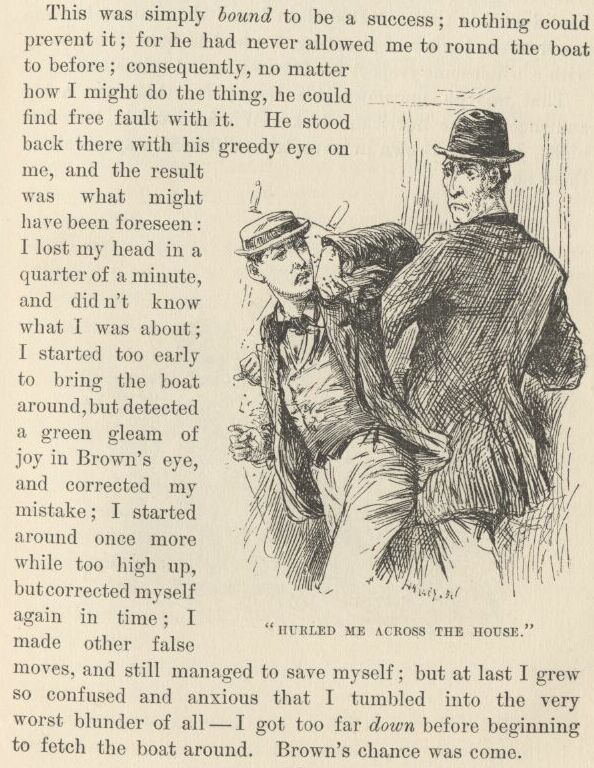 This was simply bound to be a success; nothing could
prevent it; for he had never allowed me to round the boat
to before; consequently, no matter
how I might do the thing, he could
find free fault with it. He stood
back there with his greedy eye on
me, and the result
was what might
have been foreseen:
I lost my head in a
quarter of a minute,
and didn't know
what I was about;
I started too early
to bring the boat
around, but detected
a green gleam of
joy in Brown's eye,
and corrected my
mistake; I started
around once more
while too high up,
but corrected myself
again in time; I
made other false
moves, and still managed to save myself; but at last I grew
so confused and anxious that I tumbled into the very
worst blunder of all—I got too far down before beginning
to fetch the boat around. Brown's chance was come.
"HURLED ME ACROSS THE HOUSE."